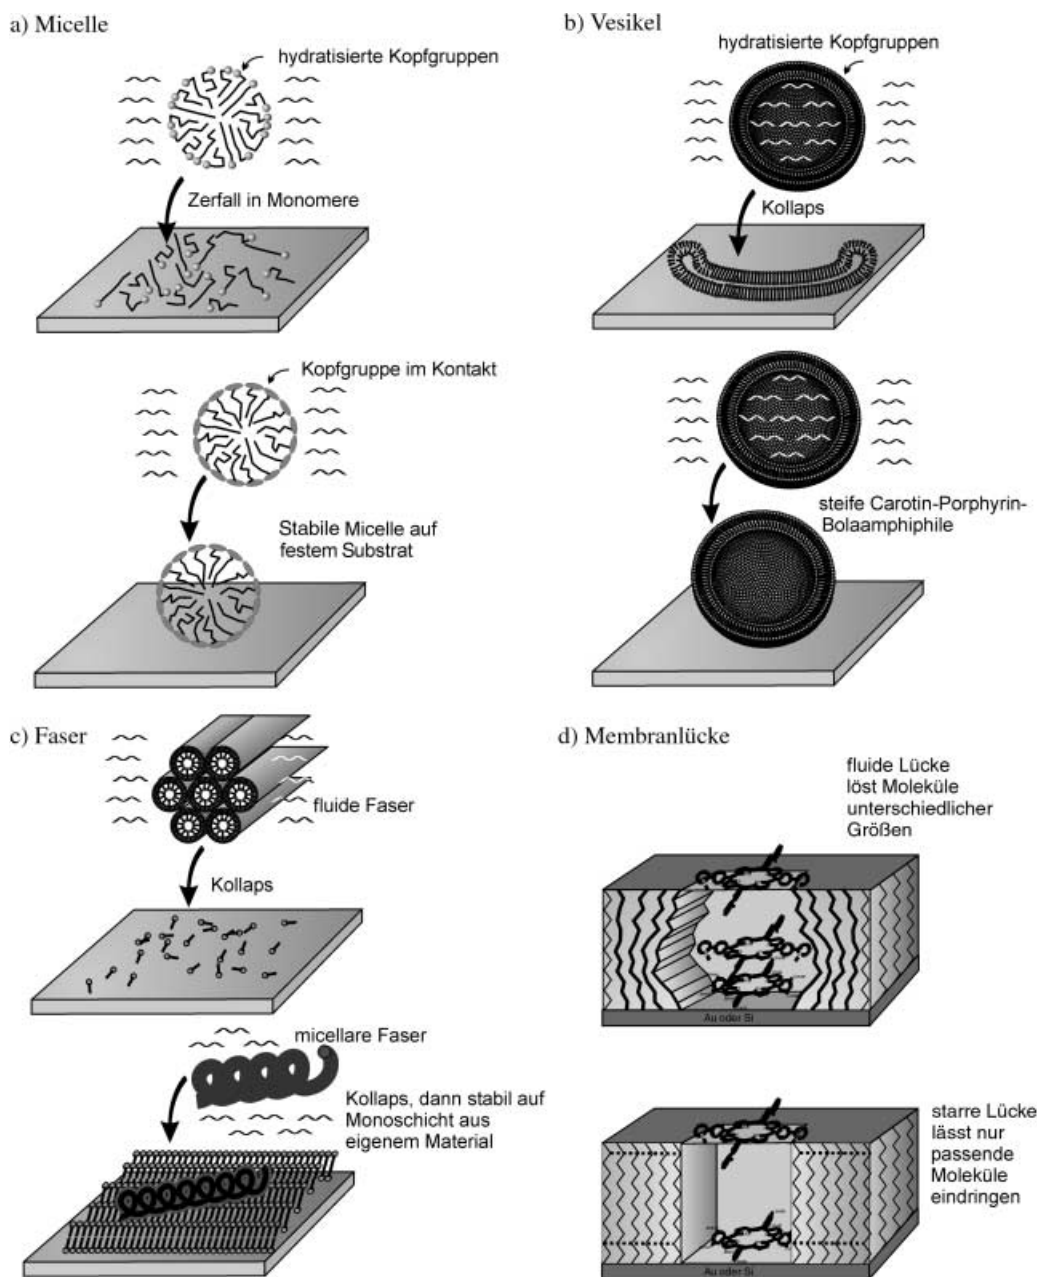 a) Micelle
hydratisierte Kopfgruppen
Zerfall in Monomere
Kopfgruppe im Kontakt
Stabile Micelle auf
festem Substrat
b) Vesikel
hydratisierte Kopfgruppen
Kollaps
steife Carotin-Porphyrin-
Bolaamphiphile
c) Faser
fluide Faser
Kollaps
micellare Faser
Kollaps, dann stabil auf
Monoschicht aus
eigenem Material
d) Membranlücke
fluide Lücke
löst Moleküle
unterschiedlicher
Größen
Au oder Si
starre Lücke
lässt nur
passende
Moleküle
eindringen
Au oder Si